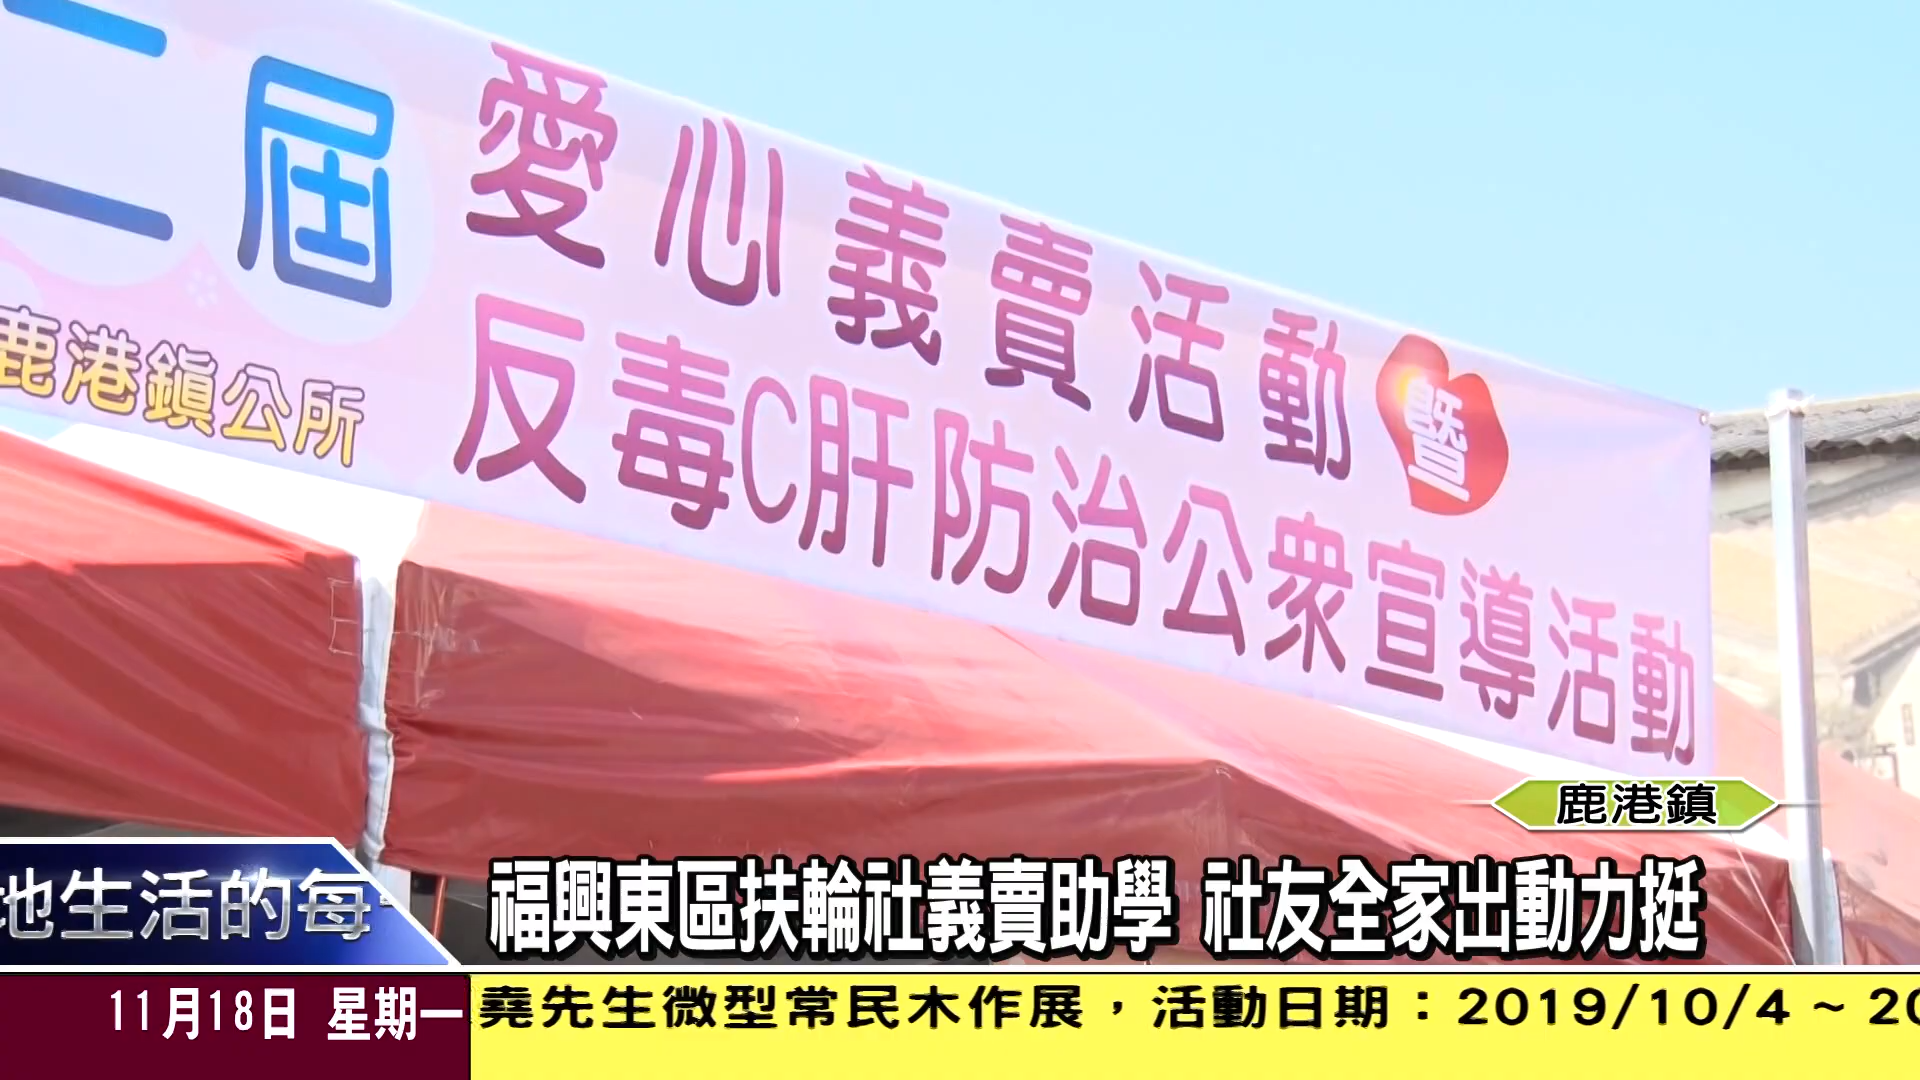 二屆
愛心義賣活動
暨
反毒C肝防治公衆宣導活動
鹿港鎮公所
鹿港鎮
福興東區扶輪社義賣助學 社友全家出動力挺
地生活的每
11月18日 星期一
堯先生微型常民木作展，活動日期：2019/10/4 ~ 20